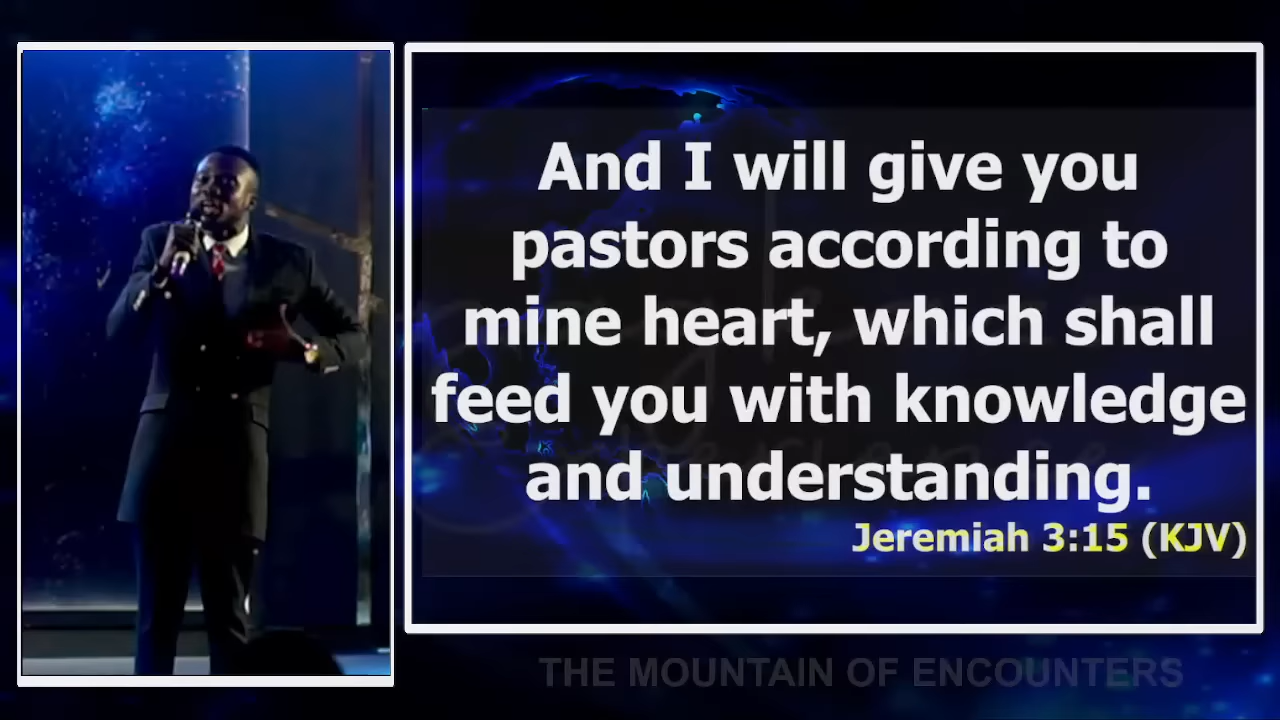 And I will give you
pastors according to
mine heart, which shall
feed you with knowledge
and understanding.
Jeremiah 3:15 (KJV)
THE MOUNTAIN OF ENCOUNTERS